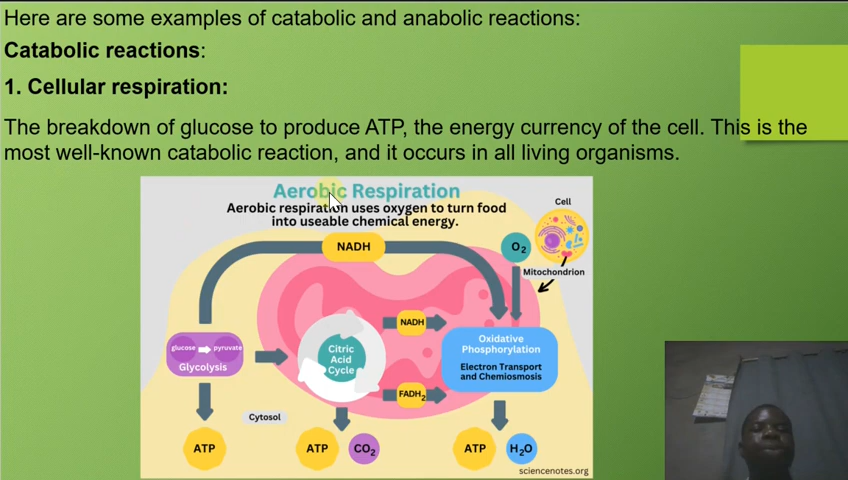 Here are some examples of catabolic and anabolic reactions:
Catabolic reactions:
1. Cellular respiration:
The breakdown of glucose to produce ATP, the energy currency of the cell. This is the
most well-known catabolic reaction, and it occurs in all living organisms.
Aerobic Respiration
Aerobic respiration uses oxygen to turn food
into useable chemical energy.
Cell
NADH
O2
Mitochondrion
NADH
glucose
pyruvate
Glycolysis
Citric
Acid
Cycle
Oxidative
Phosphorylation
Electron Transport
and Chemiosmosis
FADH2
Cytosol
ATP
ATP
CO2
ATP
H2O
sciencenotes.org